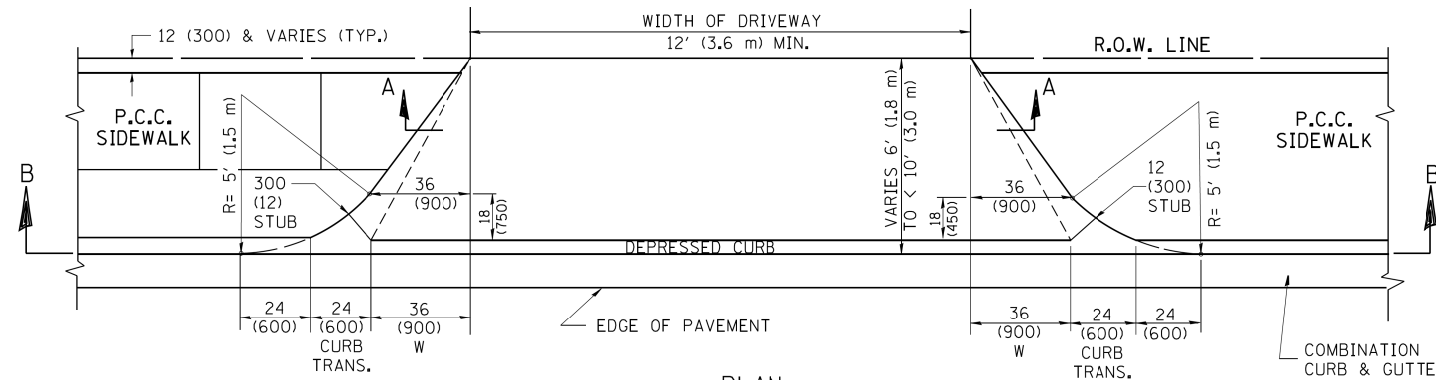 WIDTH OF DRIVEWAY
12' (3.6 m) MIN.
12 (300) & VARIES (TYP.)
R.O.W. LINE
A
A
P.C.C.
SIDEWALK
P.C.C.
SIDEWALK
R= 5' (1.5 m)
300
(12)
STUB
36
(900)
18
(750)
VARIES 6' (1.8 m)
TO < 10' (3.0 m)
18
(450)
36
(900)
12
(300)
STUB
R= 5' (1.5 m)
B
B
DEPRESSED CURB
24
(600)
24
(600)
CURB
TRANS.
36
(900)
W
EDGE OF PAVEMENT
36
(900)
W
24
(600)
CURB
TRANS.
24
(600)
COMBINATION
CURB & GUTTE